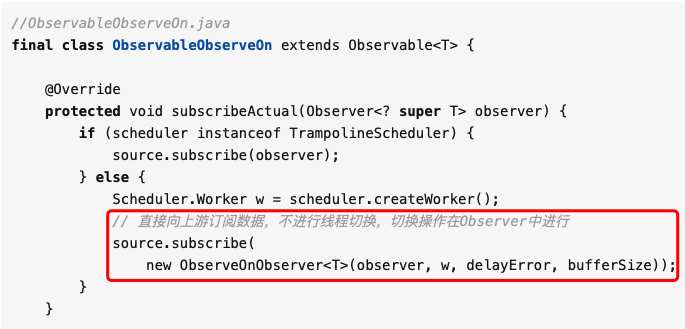 //ObservableObserveOn.java
final class ObservableObserveOn extends Observable<T> {
@Override
protected void subscribeActual(Observer<? super T> observer) {
if (scheduler instanceof TrampolineScheduler) {
source.subscribe(observer);
} else {
Scheduler.Worker w = scheduler.createWorker();
// 直接向上游订阅数据，不进行线程切换，切换操作在Observer中进行
source.subscribe(
new ObserveOnObserver<T>(observer, w, delayError, bufferSize));
}
}